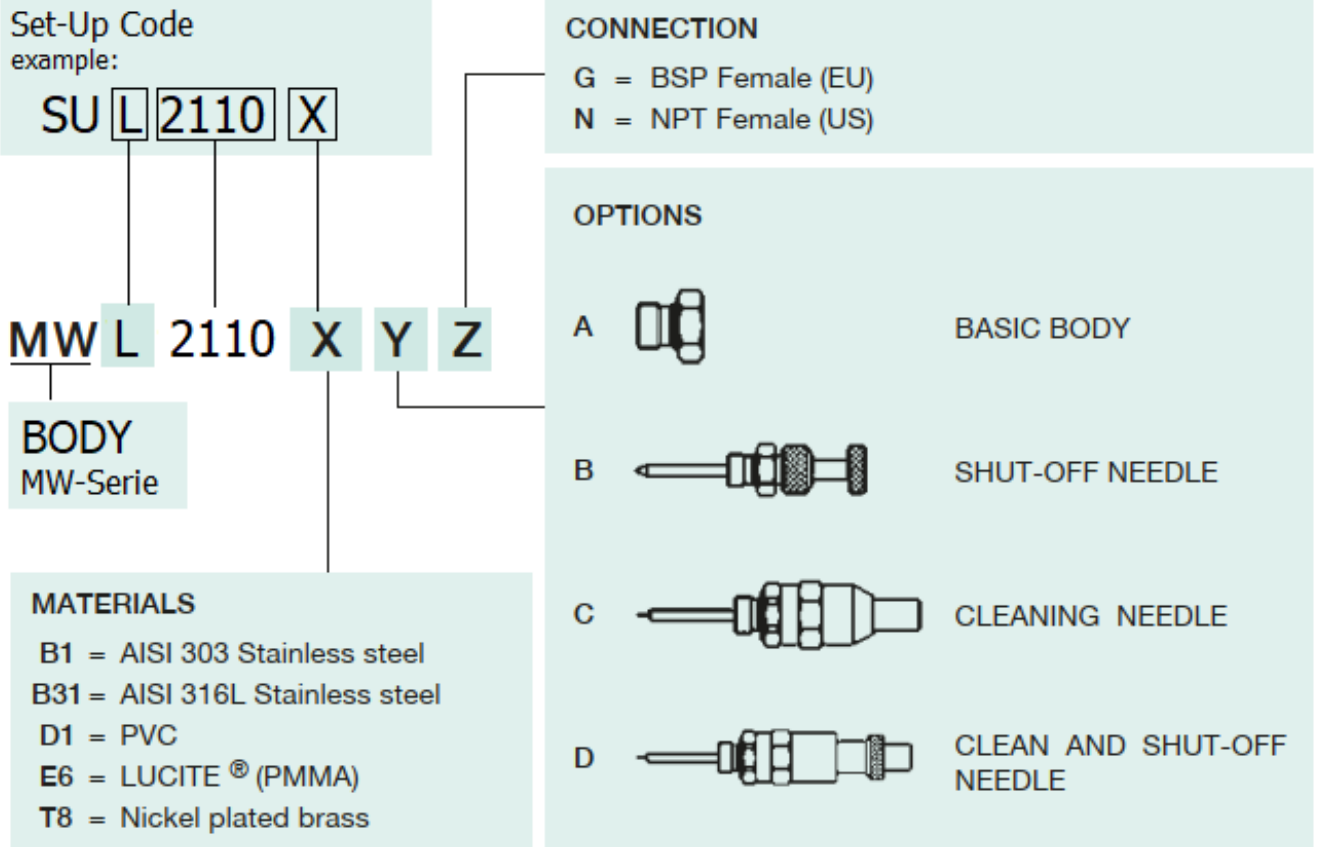 Set-Up Code
example:
SU L 2110 X
MW L 2110 X Y Z
BODY
MW-Serie
MATERIALS
B1 = AISI 303 Stainless steel
B31 = AISI 316L Stainless steel
D1 = PVC
E6 = LUCITE ® (PMMA)
T8 = Nickel plated brass
CONNECTION
G = BSP Female (EU)
N = NPT Female (US)
OPTIONS
A BASIC BODY
B SHUT-OFF NEEDLE
C CLEANING NEEDLE
D CLEAN AND SHUT-OFF
NEEDLE